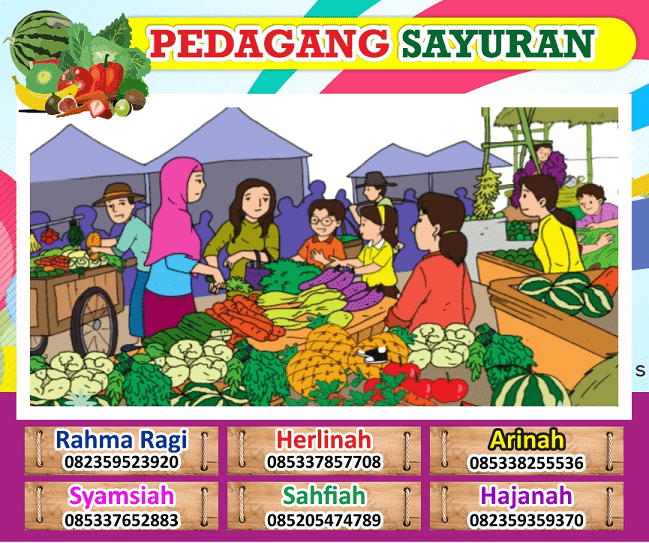 PEDAGANG SAYURAN
S
Rahma Ragi
082359523920
Herlinah
085337857708
Arinah
085338255536
Syamsiah
085337652883
Sahfiah
085205474789
Hajanah
082359359370